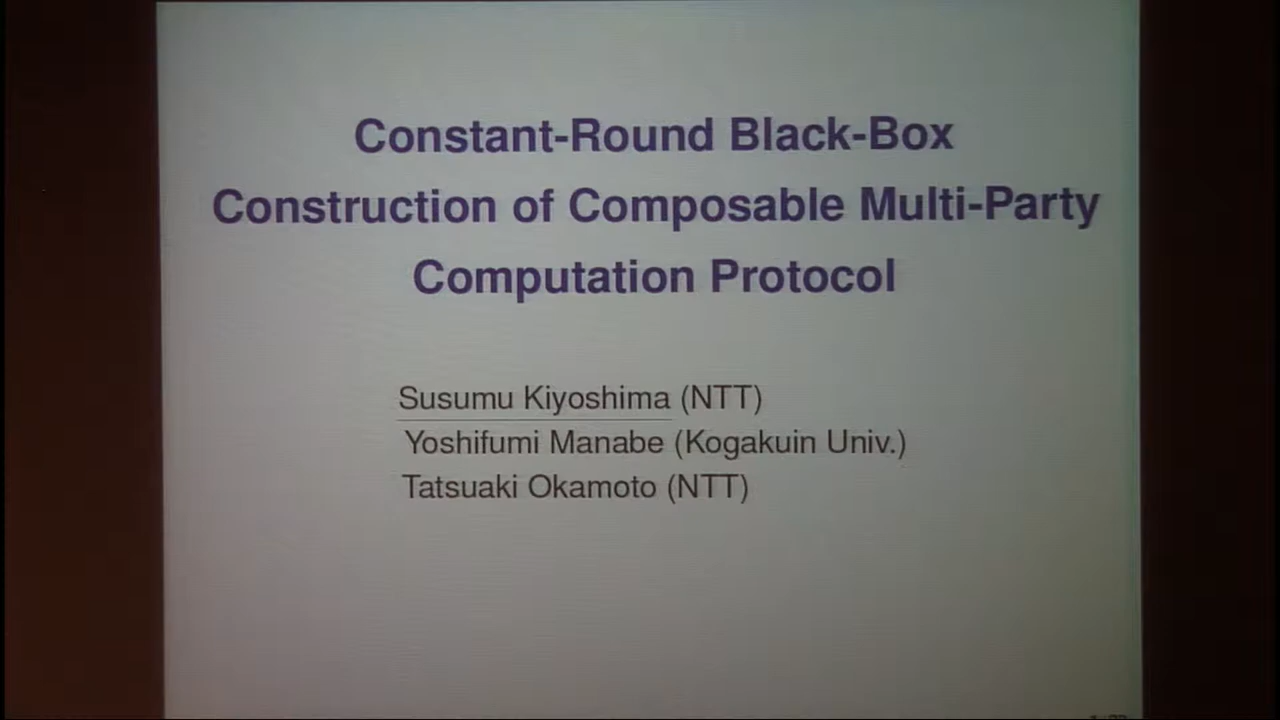 Constant-Round Black-Box
Construction of Composable Multi-Party
Computation Protocol
Susumu Kiyoshima (NTT)
Yoshifumi Manabe (Kogakuin Univ.)
Tatsuaki Okamoto (NTT)